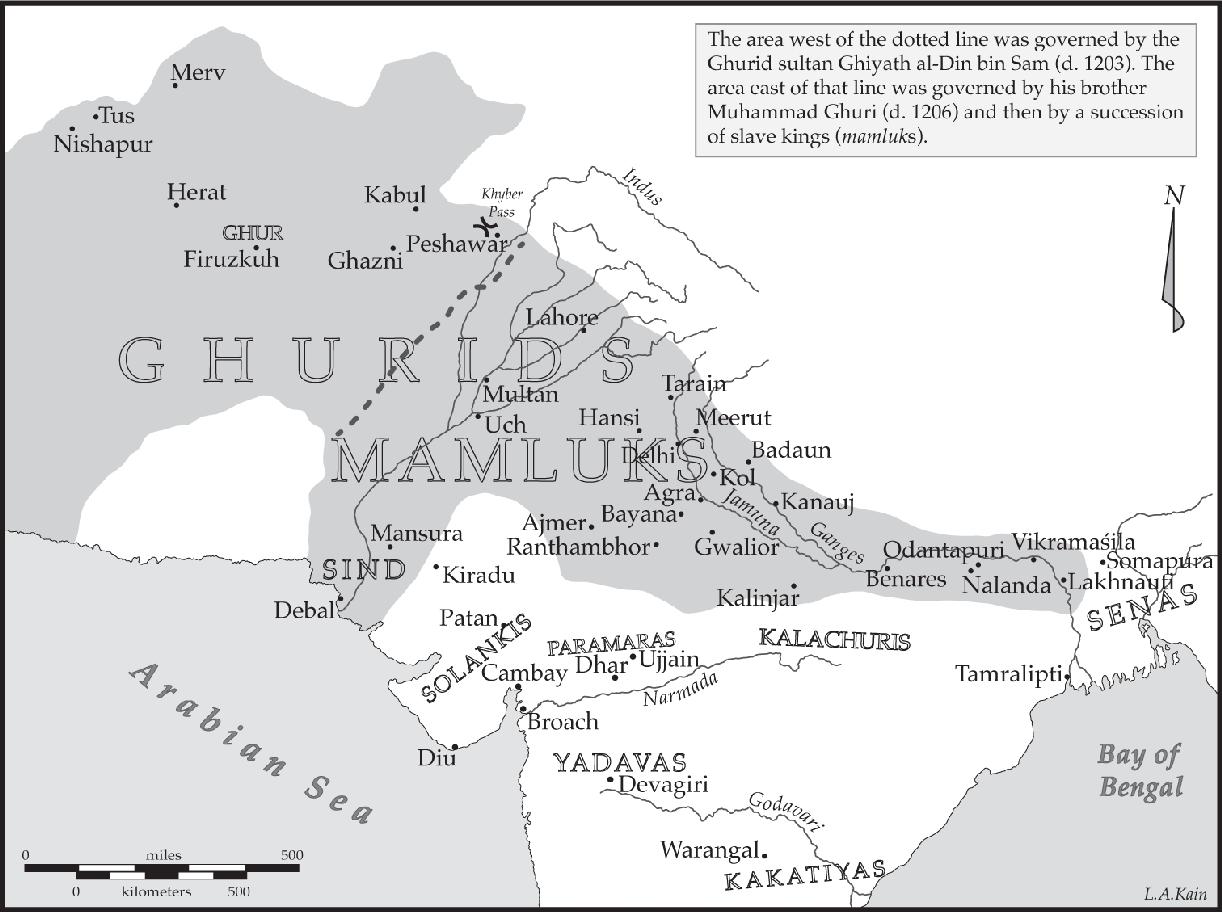 The area west of the dotted line was governed by the
Ghurid sultan Ghiyath al-Din bin Sam (d. 1203). The
area east of that line was governed by his brother
Muhammad Ghuri (d. 1206) and then by a succession
of slave kings (mamluks).
Merv
Tus
Nishapur
Herat
Kabul
Khyber
Pass
Indus
N
GHUR
Firuzkuh
Ghazni
Peshawar
Lahore
GHURIDS
Multan
Tarain
Uch
Hansi
Meerut
MAMLUKS
Delhi
Badaun
Kol
Agra
Jamuna
Kanauj
Bayana
Ajmer
Mansura
Ranthambhor
Gwalior
Ganges
Odantapuri
Vikramaśila
Somapura
SIND
Kiradu
Benares
Nalanda
Lakhnauti
Debal
Kalinjar
SENAS
Patan
SOLANKIS
PARAMARAS
KALACHURIS
Cambay
Dhar
Ujjain
Narmada
Tamralipti
Arabian Sea
Broach
Diu
YADAVAS
Devagiri
Bay of
Bengal
Godavari
Warangal
KAKATIYAS
0 miles 500
0 kilometers 500
L.A.Kain